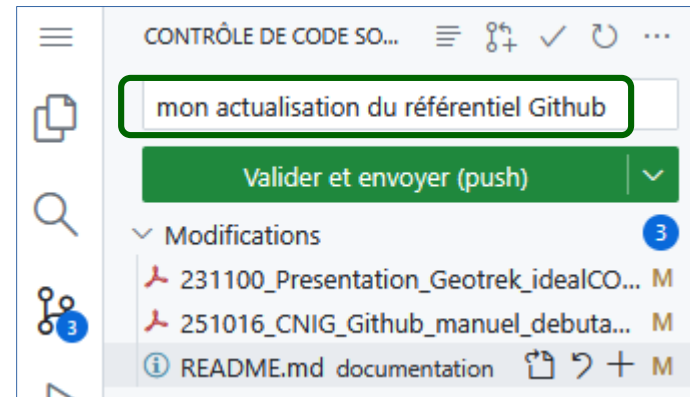 CONTRÔLE DE CODE SO...
mon actualisation du référentiel Github
Valider et envoyer (push)
Modifications 3
231100_Presentation_Geotrek_idealCO... M
3 251016_CNIG_Github_manuel_debuta... M
README.md documentation M